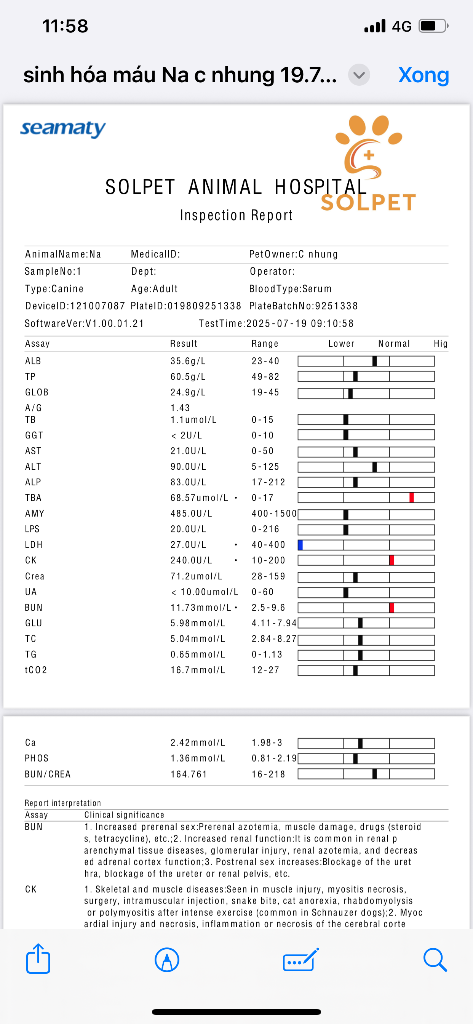 11:58
4G
sinh hóa máu Na c nhung 19.7...
Xong
seamaty
SOLPET ANIMAL HOSPITAL
SOLPET
Inspection Report
AnimalName:Na MedicalID: PetOwner:C nhung
SampleNo:1 Dept: Operator:
Type:Canine Age:Adult BloodType:Serum
DeviceID:121007087 PlateID:019809251338 PlateBatchNo:9251338
SoftwareVer:V1.00.01.21 TestTime:2025-07-19 09:10:58
Assay Result Range Lower Normal Hig
ALB 35.6g/L 23-40
TP 60.5g/L 49-82
GLOB 24.9g/L 19-45
A/G 1.43
TB 1.1umol/L 0-15
GGT < 2U/L 0-10
AST 21.0U/L 0-50
ALT 90.0U/L 5-125
ALP 83.0U/L 17-212
TBA 68.57umol/L • 0-17
AMY 485.0U/L 400-1500
LPS 20.0U/L 0-216
LDH 27.0U/L • 40-400
CK 240.0U/L • 10-200
Crea 71.2umol/L 28-159
UA < 10.00umol/L 0-60
BUN 11.73mmol/L • 2.5-9.6
GLU 5.98mmol/L 4.11-7.94
TC 5.04mmol/L 2.84-8.27
TG 0.65mmol/L 0-1.13
tCO2 16.7mmol/L 12-27
Ca 2.42mmol/L 1.98-3
PHOS 1.36mmol/L 0.81-2.19
BUN/CREA 164.761 16-218
Report interpretation
Assay Clinical significance
BUN 1. Increased prerenal sex:Prerenal azotemia, muscle damage, drugs (steroid
s, tetracycline), etc.;2. Increased renal function:It is common in renal p
arenchymal tissue diseases, glomerular injury, renal azotemia, and decreas
ed adrenal cortex function;3. Postrenal sex increases:Blockage of the uret
hra, blockage of the ureter or renal pelvis, etc.
CK 1. Skeletal and muscle diseases:Seen in muscle injury, myositis necrosis,
surgery, intramuscular injection, snake bite, cat anorexia, rhabdomyolysis
or polymyositis after intense exercise (common in Schnauzer dogs);2. Myoc
ardial injury and necrosis, inflammation or necrosis of the cerebral corte